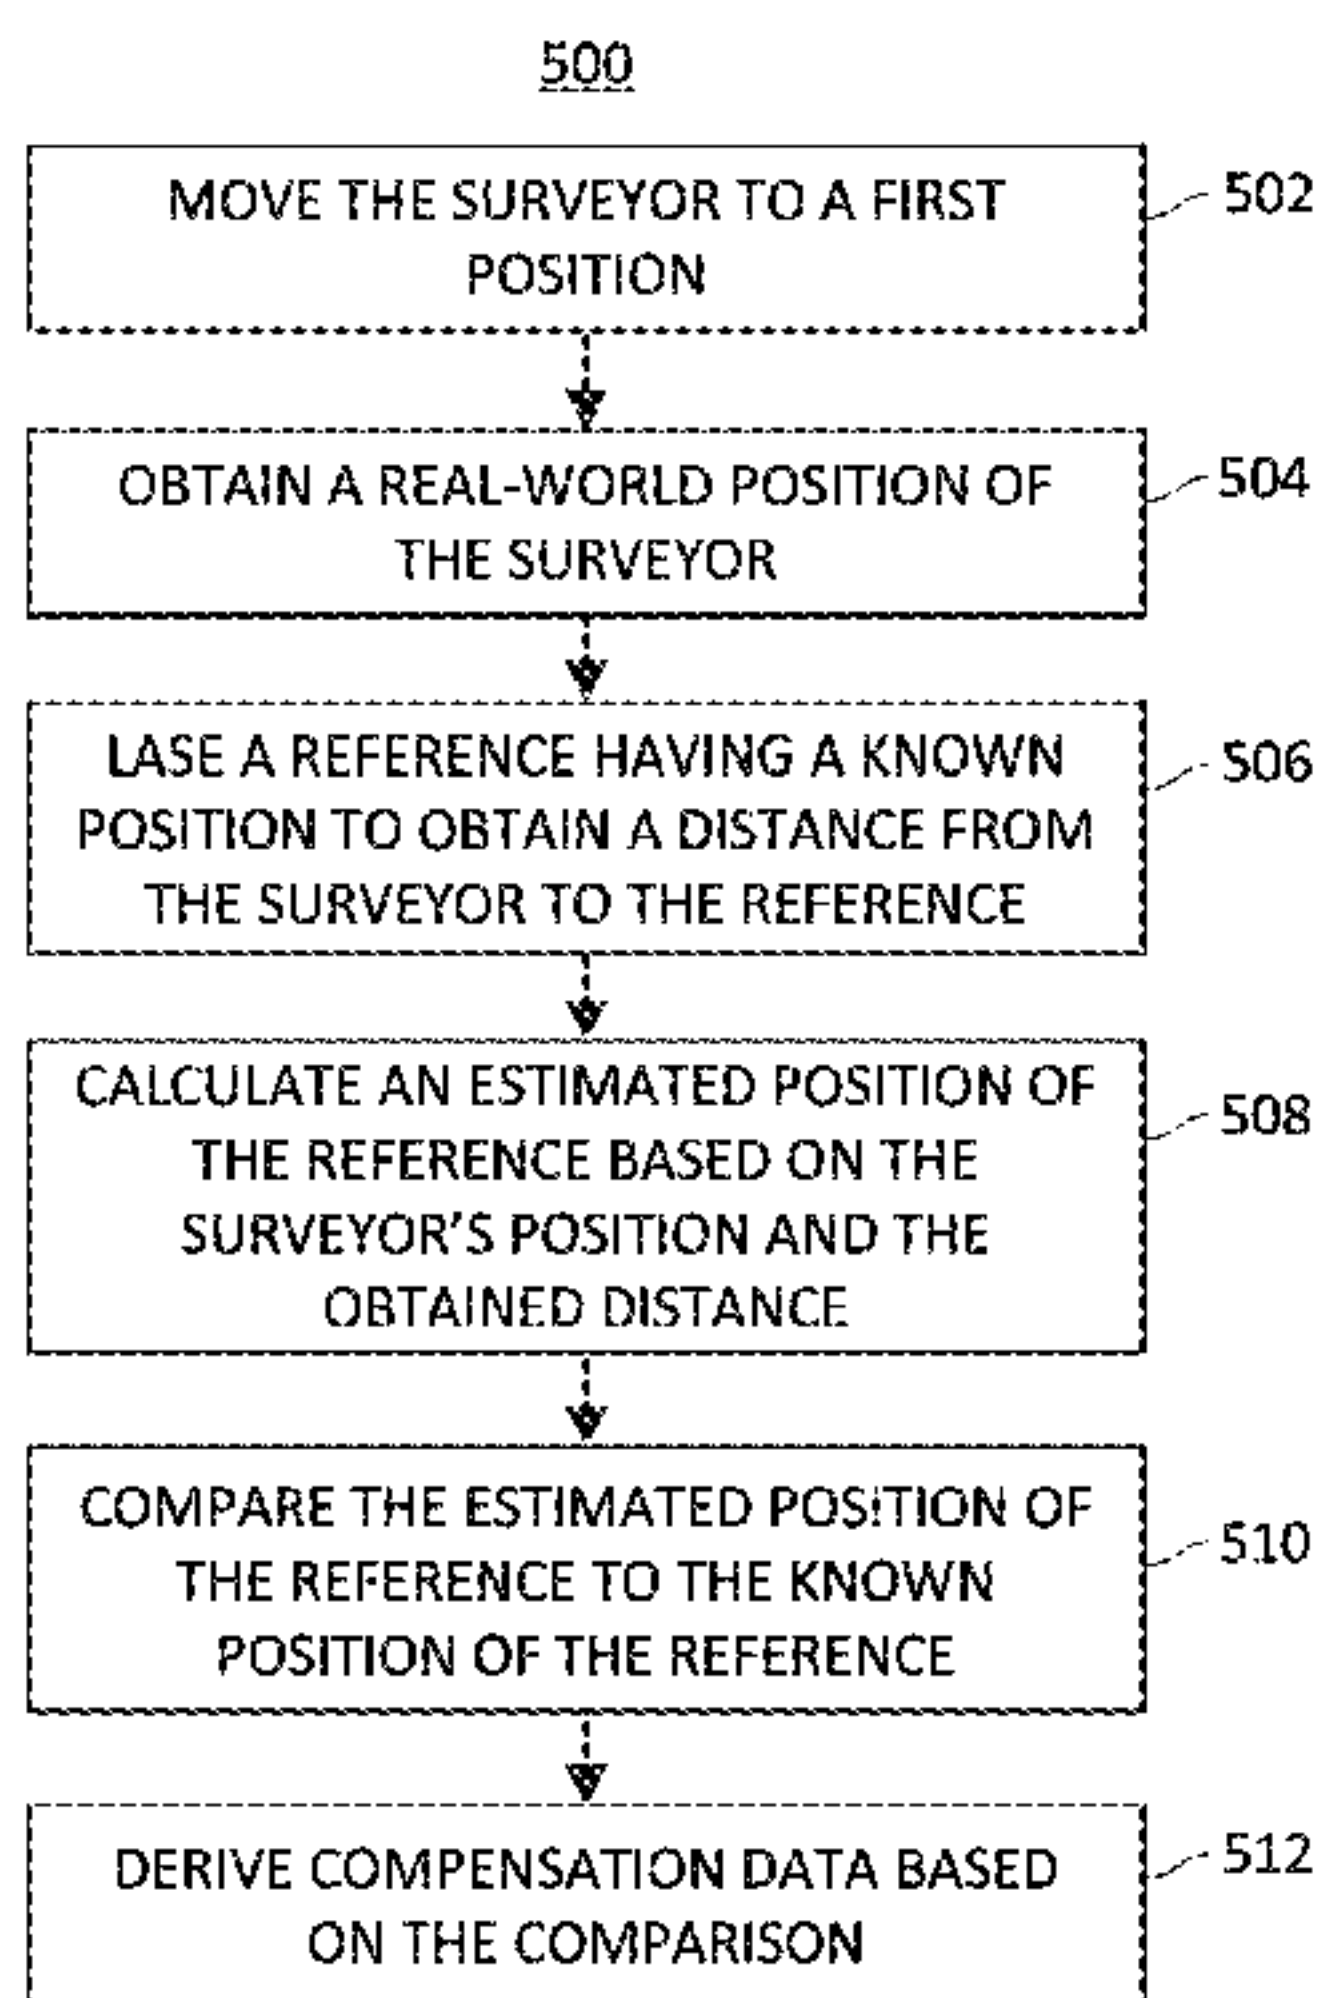 500
MOVE THE SURVEYOR TO A FIRST
POSITION
502
OBTAIN A REAL-WORLD POSITION OF
THE SURVEYOR
504
LASE A REFERENCE HAVING A KNOWN
POSITION TO OBTAIN A DISTANCE FROM
THE SURVEYOR TO THE REFERENCE
506
CALCULATE AN ESTIMATED POSITION OF
THE REFERENCE BASED ON THE
SURVEYOR'S POSITION AND THE
OBTAINED DISTANCE
508
COMPARE THE ESTIMATED POSITION OF
THE REFERENCE TO THE KNOWN
POSITION OF THE REFERENCE
510
DERIVE COMPENSATION DATA BASED
ON THE COMPARISON
512